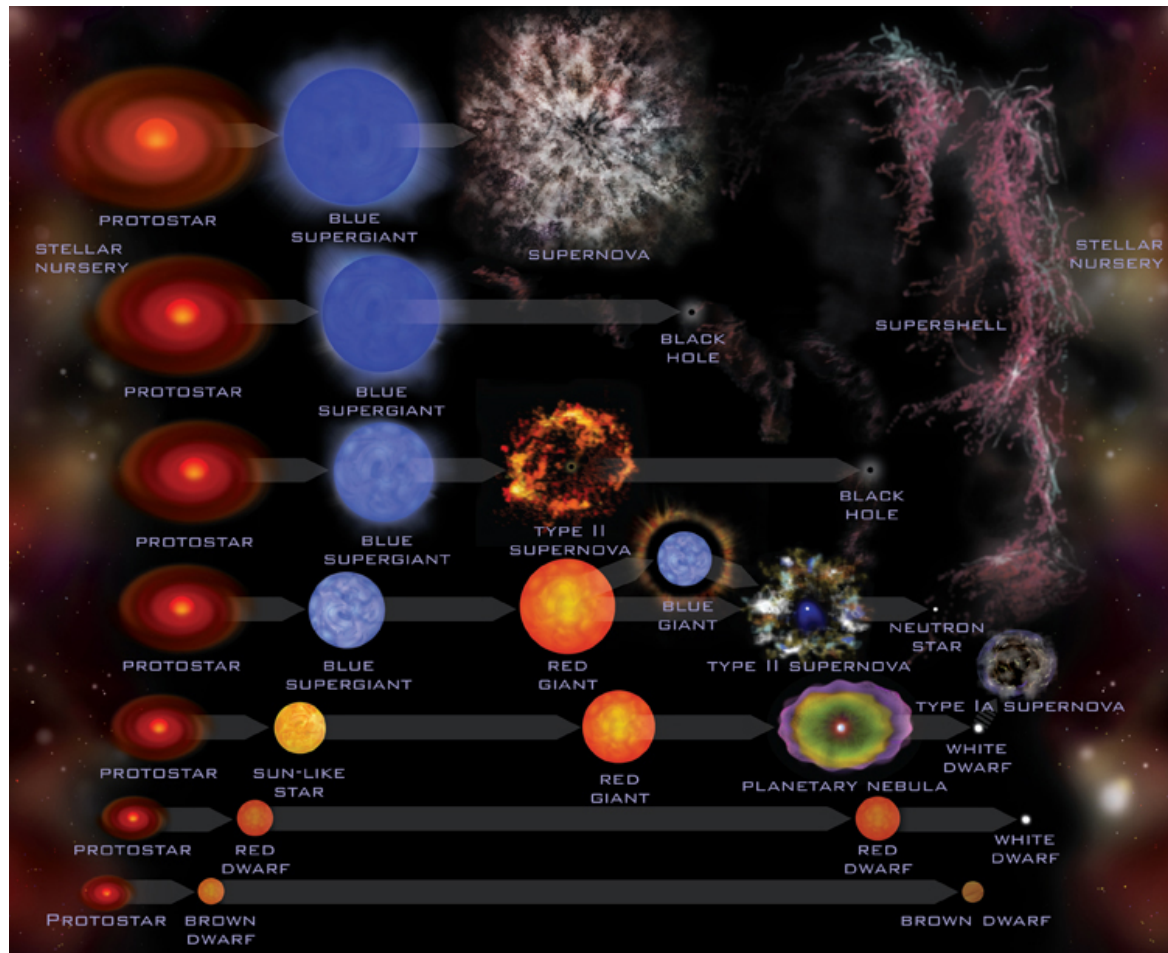 PROTOSTAR
BLUE
SUPERGIANT
SUPERNOVA
STELLAR
NURSERY
STELLAR
NURSERY
PROTOSTAR
BLUE
SUPERGIANT
BLACK
HOLE
SUPERSHELL
PROTOSTAR
BLUE
SUPERGIANT
TYPE II
SUPERNOVA
BLACK
HOLE
PROTOSTAR
BLUE
SUPERGIANT
RED
GIANT
BLUE
GIANT
TYPE II SUPERNOVA
NEUTRON
STAR
PROTOSTAR
SUN-LIKE
STAR
RED
GIANT
PLANETARY NEBULA
TYPE IA SUPERNOVA
WHITE
DWARF
PROTOSTAR
RED
DWARF
RED
DWARF
WHITE
DWARF
PROTOSTAR
BROWN
DWARF
BROWN DWARF